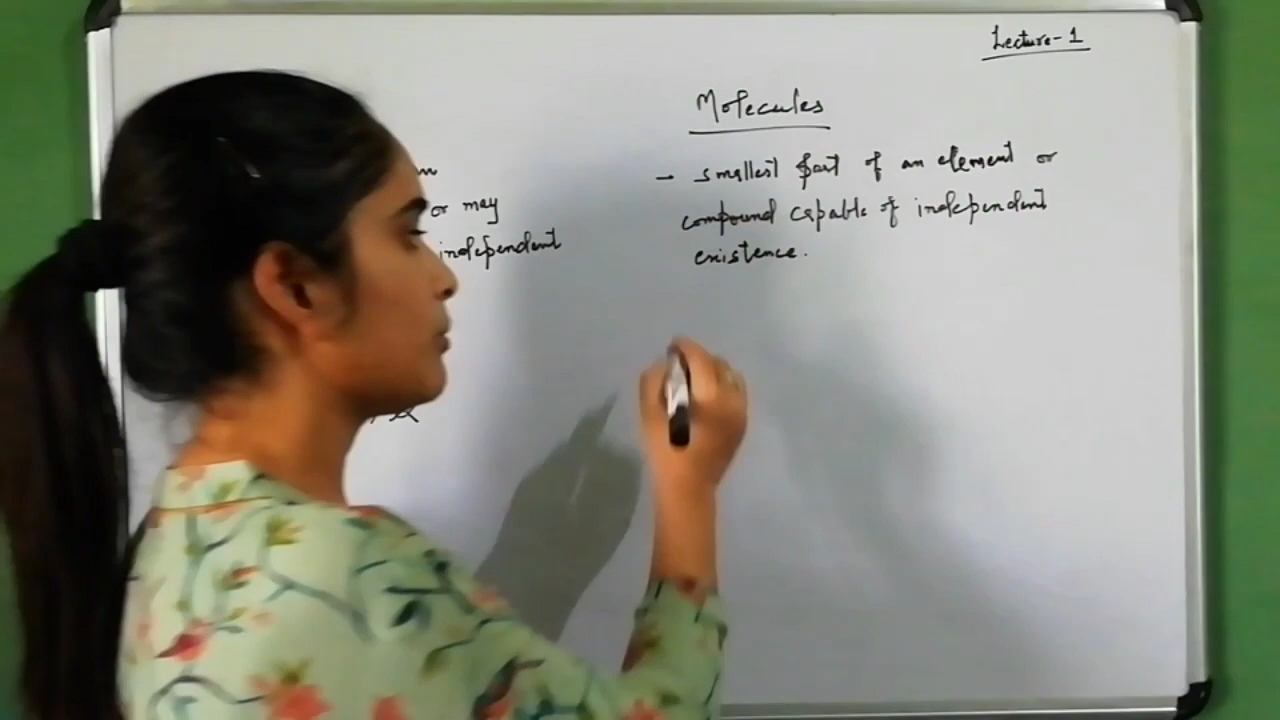 Lecture-1
or may
independent
Molecules
- smallest part of an element or
compound capable of independent
existence.